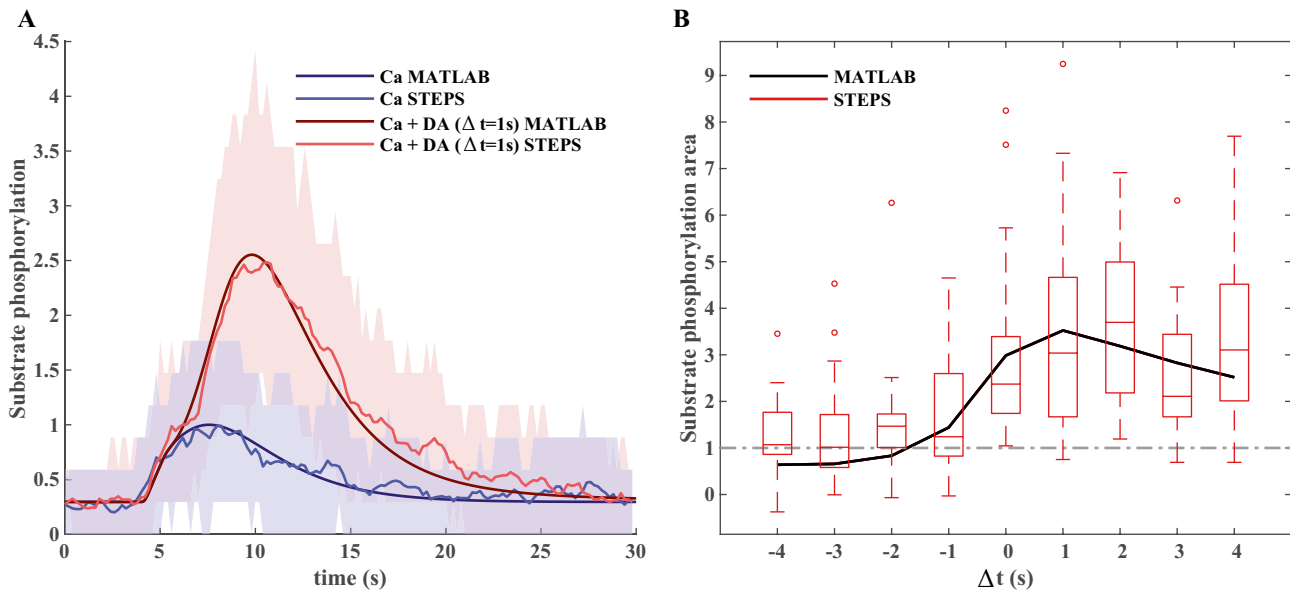 A
Substrate phosphorylation
4.5
4
3.5
3
2.5
2
1.5
1
0.5
0
0 5 10 15 20 25 30
time (s)
Ca MATLAB
Ca STEPS
Ca + DA (Δ t=1s) MATLAB
Ca + DA (Δ t=1s) STEPS
B
Substrate phosphorylation area
9
8
7
6
5
4
3
2
1
0
-4 -3 -2 -1 0 1 2 3 4
Δt (s)
MATLAB
STEPS